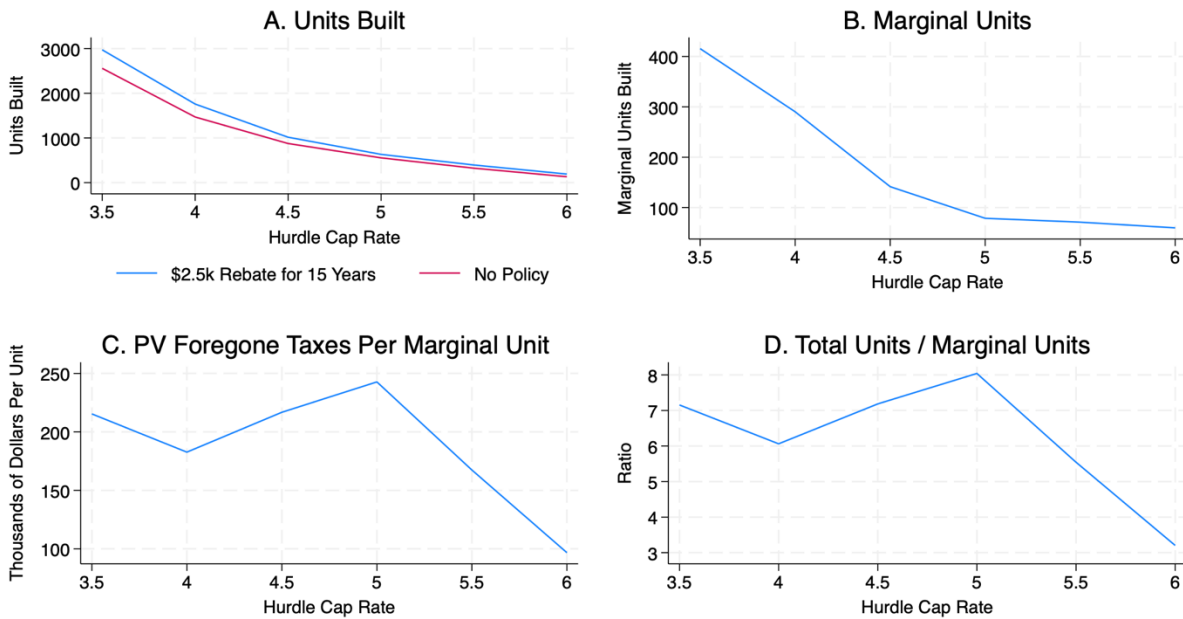 A. Units Built
Units Built
3000
2000
1000
0
3.5 4 4.5 5 5.5 6
Hurdle Cap Rate
$2.5k Rebate for 15 Years No Policy
B. Marginal Units
Marginal Units Built
400
300
200
100
3.5 4 4.5 5 5.5 6
Hurdle Cap Rate
C. PV Foregone Taxes Per Marginal Unit
Thousands of Dollars Per Unit
250
200
150
100
3.5 4 4.5 5 5.5 6
Hurdle Cap Rate
D. Total Units / Marginal Units
Ratio
8
7
6
5
4
3
3.5 4 4.5 5 5.5 6
Hurdle Cap Rate